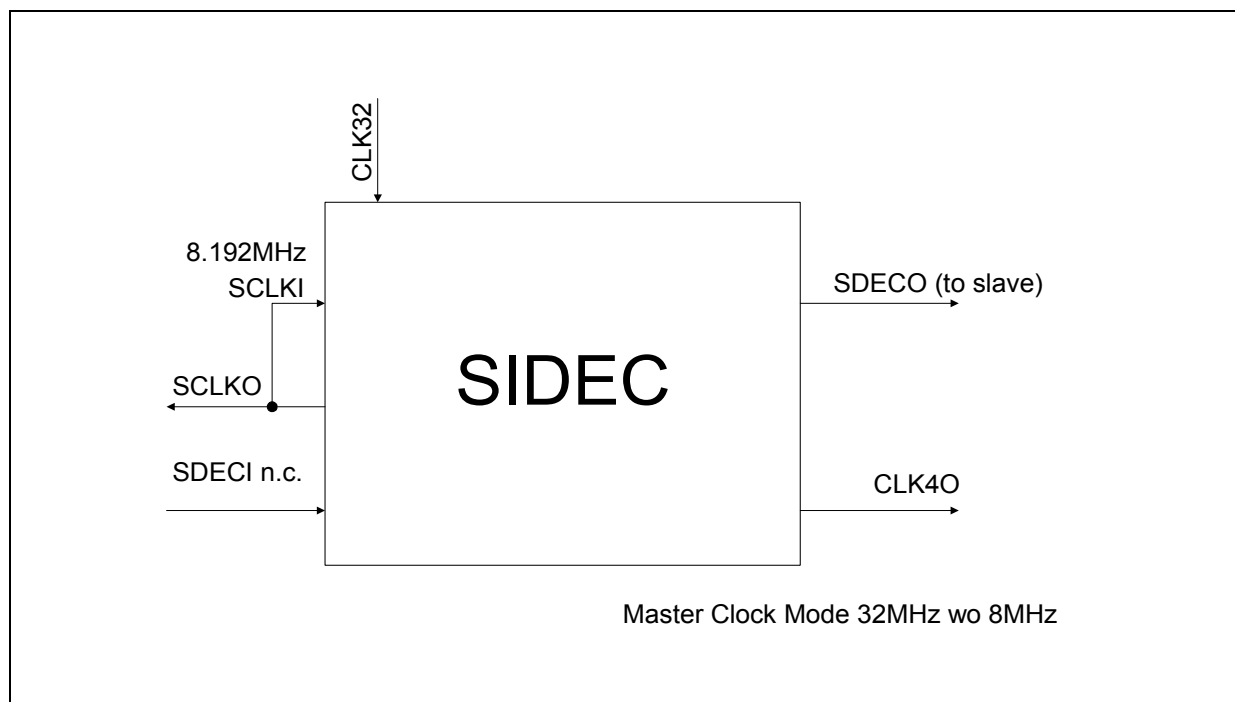 CLK32
8.192MHz
SCLKI
SDECO (to slave)
SIDEC
SCLKO
SDECI n.c.
CLK4O
Master Clock Mode 32MHz wo 8MHz